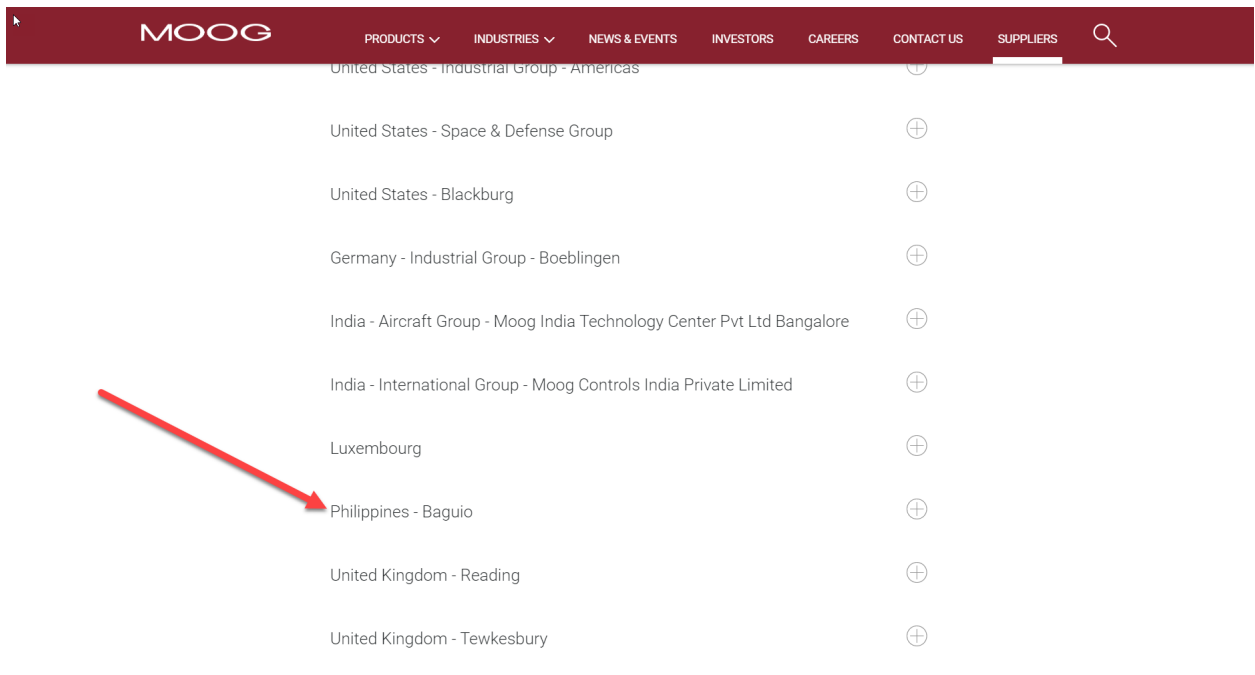 MOOG
PRODUCTS INDUSTRIES NEWS & EVENTS INVESTORS CAREERS CONTACT US SUPPLIERS
United States - Industrial Group - Americas
United States - Space & Defense Group
United States - Blackburg
Germany - Industrial Group - Boeblingen
India - Aircraft Group - Moog India Technology Center Pvt Ltd Bangalore
India - International Group - Moog Controls India Private Limited
Luxembourg
Philippines - Baguio
United Kingdom - Reading
United Kingdom - Tewkesbury